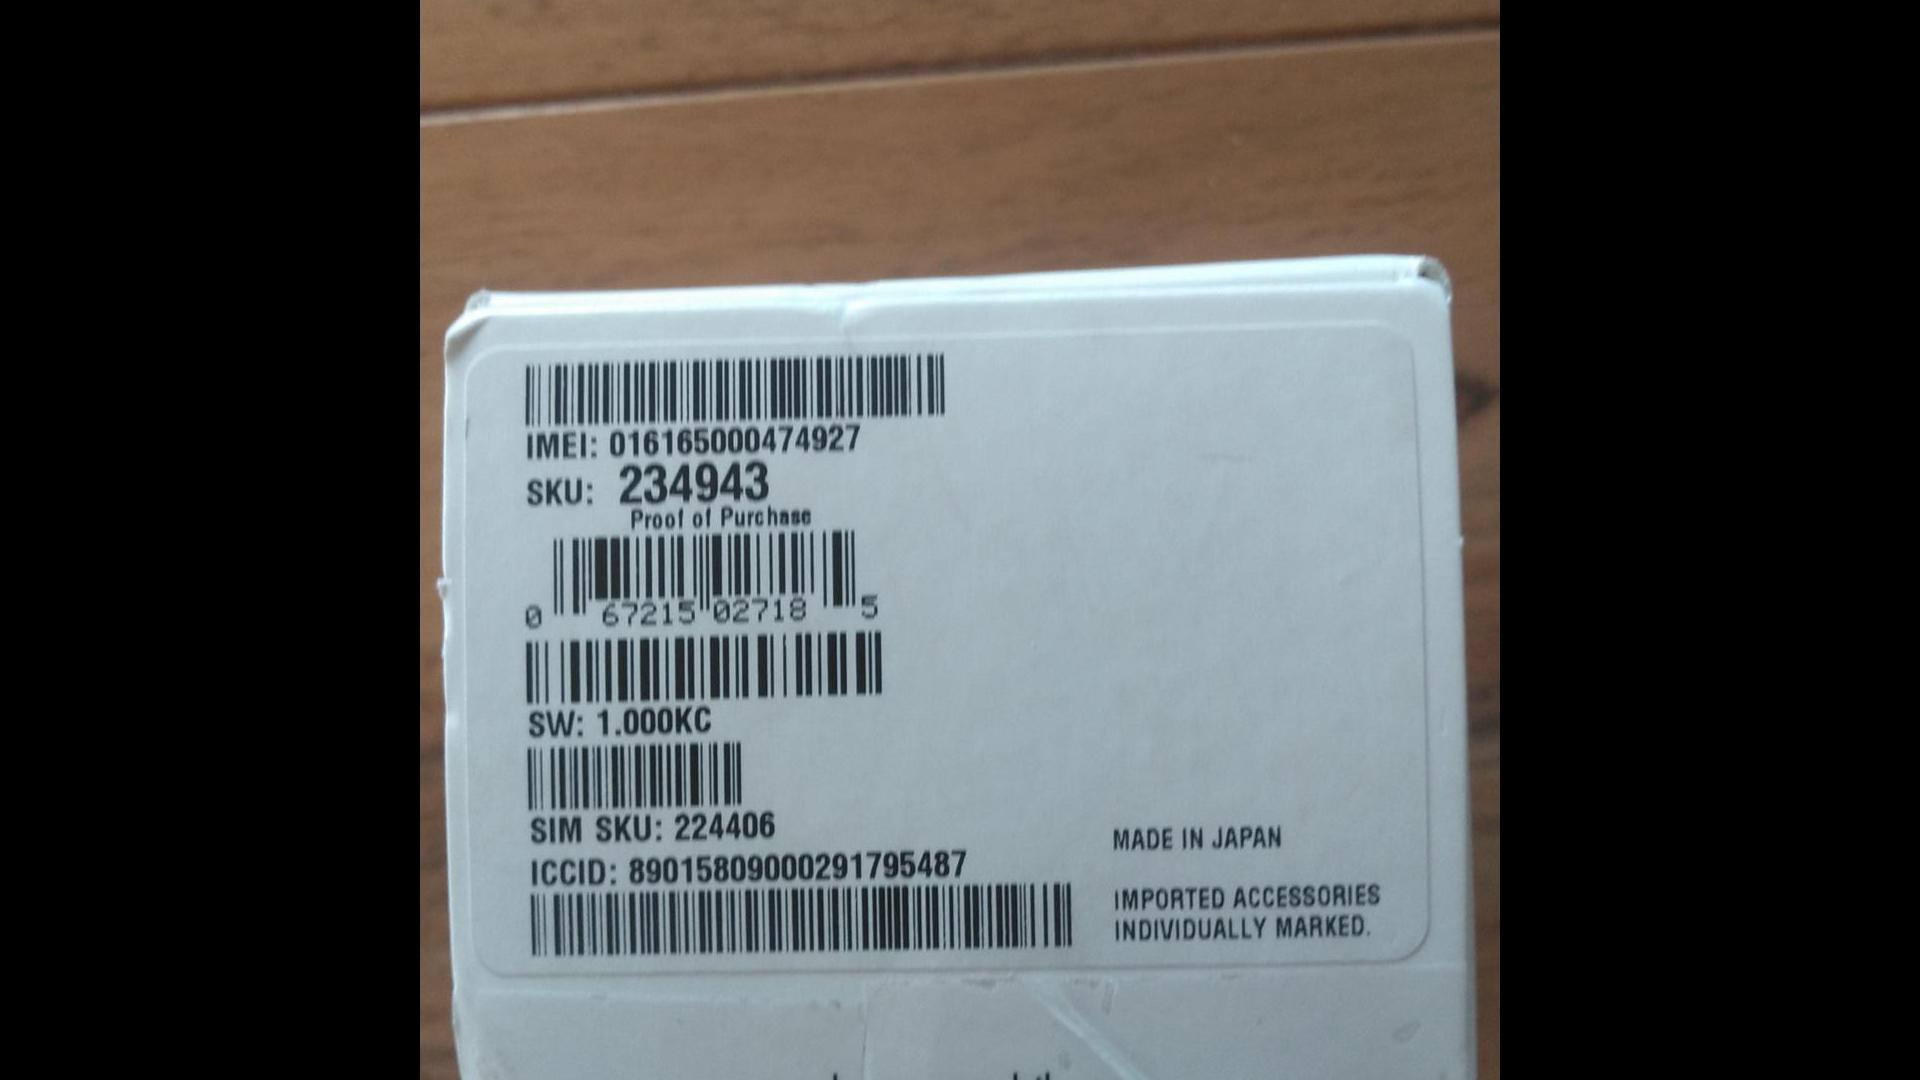 IMEI: 016165000474927
SKU: 234943
Proof of Purchase
0 67215 02718 5
SW: 1.000KC
SIM SKU: 224406
ICCID: 89015809000291795487
MADE IN JAPAN
IMPORTED ACCESSORIES
INDIVIDUALLY MARKED.